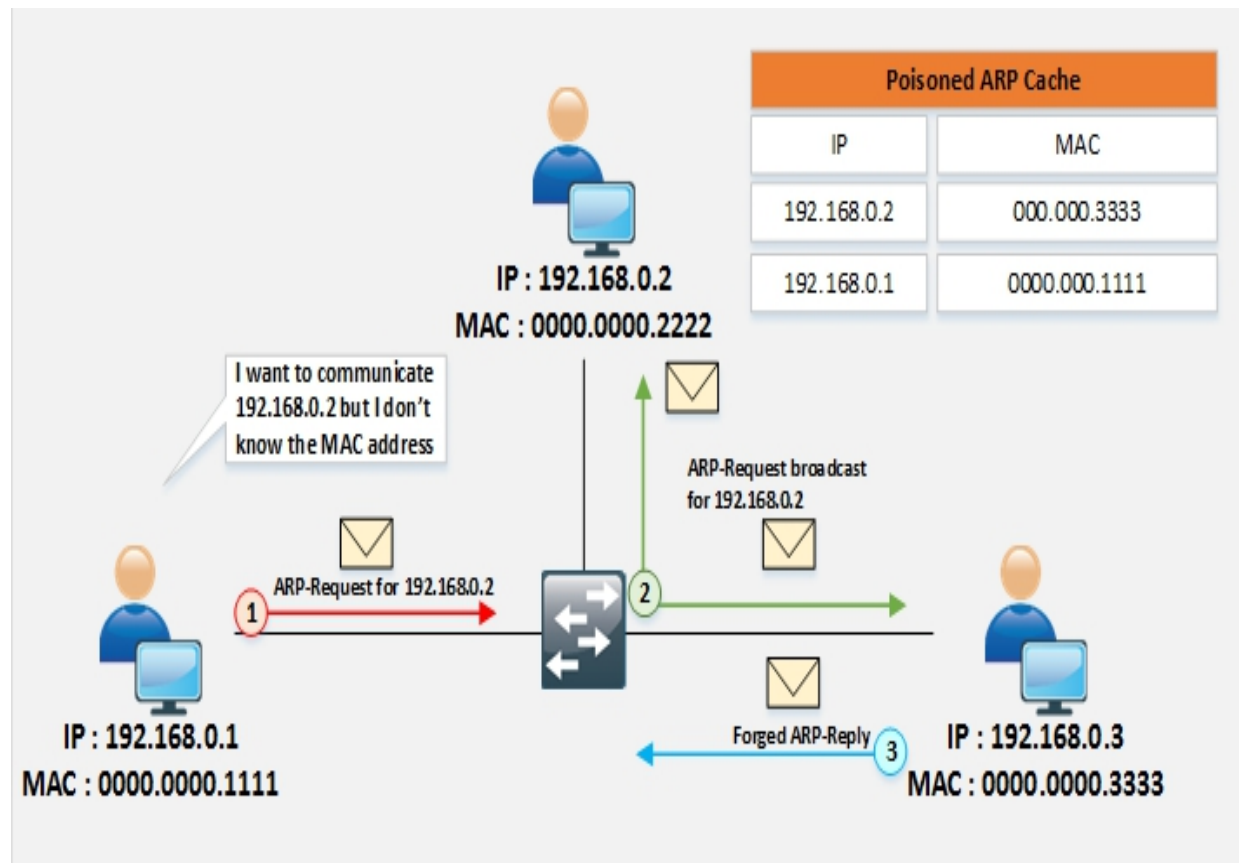 Poisoned ARP Cache
IP MAC
192.168.0.2 000.000.3333
192.168.0.1 0000.000.1111
IP : 192.168.0.2
MAC : 0000.0000.2222
I want to communicate
192.168.0.2 but I don't
know the MAC address
ARP-Request broadcast
for 192.168.0.2
ARP-Request for 192.168.0.2
1
2
Forged ARP-Reply
3
IP : 192.168.0.1
MAC : 0000.0000.1111
IP : 192.168.0.3
MAC : 0000.0000.3333